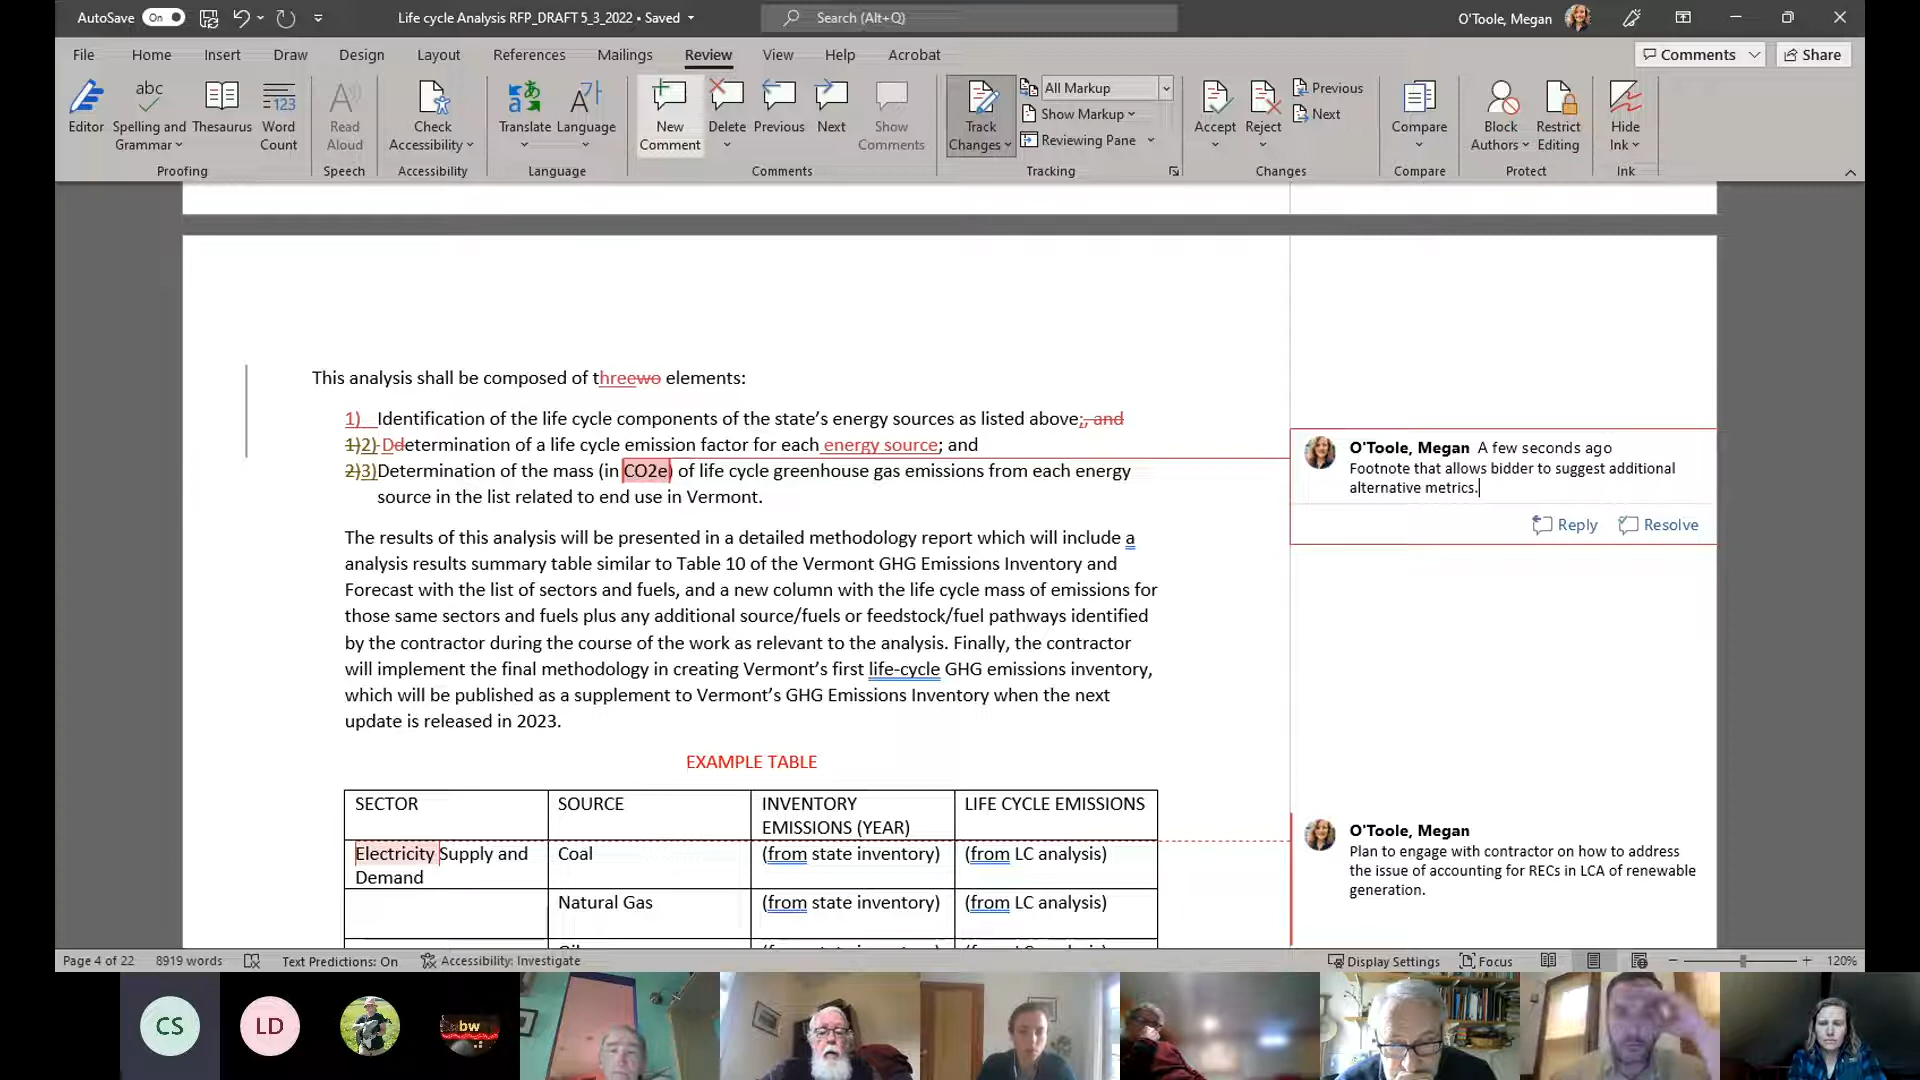 AutoSave On Life cycle Analysis RFP_DRAFT 5_3_2022 • Saved Search (Alt+Q) O'Toole, Megan
File Home Insert Draw Design Layout References Mailings Review View Help Acrobat Comments Share
Editor
Spelling and Grammar
Thesaurus
Word Count
Read Aloud
Check Accessibility
Translate
Language
New Comment
Delete
Previous
Next
Show Comments
Track Changes
All Markup
Show Markup
Reviewing Pane
Accept
Reject
Previous
Next
Compare
Block Authors
Restrict Editing
Hide Ink
Proofing Speech Accessibility Language Comments Tracking Changes Compare Protect Ink
This analysis shall be composed of threewo elements:
1) Identification of the life cycle components of the state's energy sources as listed above;, and
1)2) Ddetermination of a life cycle emission factor for each energy source; and
2)3)Determination of the mass (in CO2e) of life cycle greenhouse gas emissions from each energy
source in the list related to end use in Vermont.
The results of this analysis will be presented in a detailed methodology report which will include a
analysis results summary table similar to Table 10 of the Vermont GHG Emissions Inventory and
Forecast with the list of sectors and fuels, and a new column with the life cycle mass of emissions for
those same sectors and fuels plus any additional source/fuels or feedstock/fuel pathways identified
by the contractor during the course of the work as relevant to the analysis. Finally, the contractor
will implement the final methodology in creating Vermont's first life-cycle GHG emissions inventory,
which will be published as a supplement to Vermont's GHG Emissions Inventory when the next
update is released in 2023.
EXAMPLE TABLE
SECTOR SOURCE INVENTORY EMISSIONS (YEAR) LIFE CYCLE EMISSIONS
Electricity Supply and Demand Coal (from state inventory) (from LC analysis)
Natural Gas (from state inventory) (from LC analysis)
O'Toole, Megan A few seconds ago
Footnote that allows bidder to suggest additional
alternative metrics.
Reply Resolve
O'Toole, Megan
Plan to engage with contractor on how to address
the issue of accounting for RECs in LCA of renewable
generation.
Page 4 of 22 8919 words Text Predictions: On Accessibility: Investigate Display Settings Focus 120%
CS LD bw